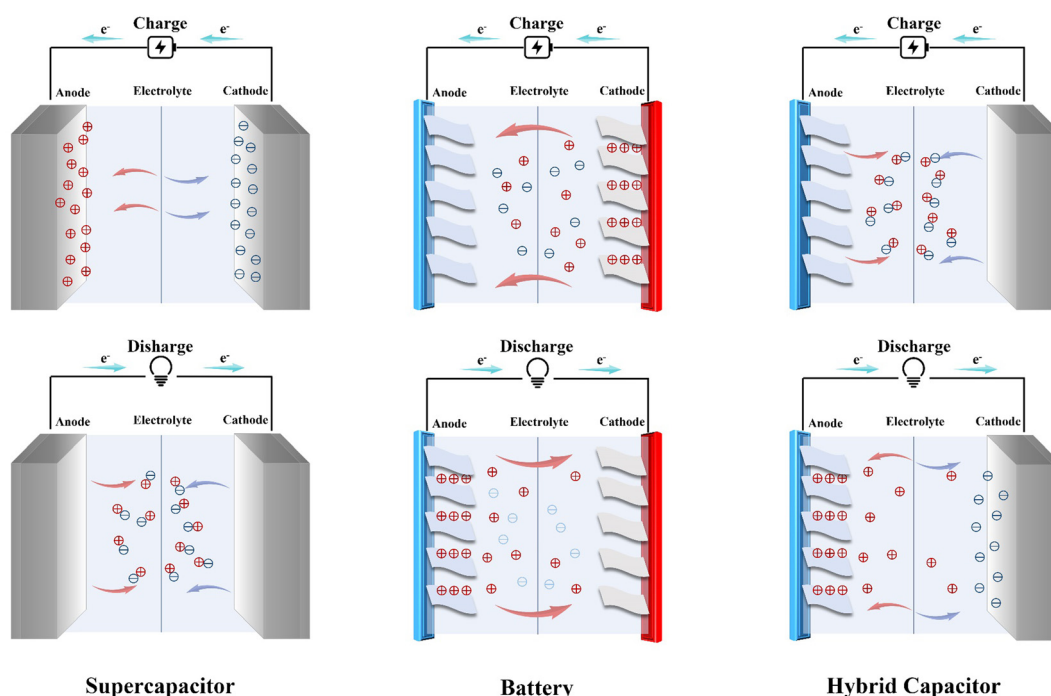 Charge
e⁻ e⁻
Anode Electrolyte Cathode
Charge
e⁻ e⁻
Anode Electrolyte Cathode
Charge
e⁻ e⁻
Anode Electrolyte Cathode
Disharge
e⁻ e⁻
Anode Electrolyte Cathode
Discharge
e⁻ e⁻
Anode Electrolyte Cathode
Discharge
e⁻ e⁻
Anode Electrolyte Cathode
Supercapacitor
Battery
Hybrid Capacitor